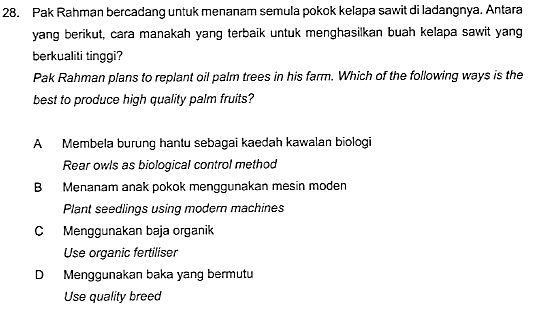 28. Pak Rahman bercadang untuk menanam semula pokok kelapa sawit di ladangnya. Antara
yang berikut, cara manakah yang terbaik untuk menghasilkan buah kelapa sawit yang
berkualiti tinggi?
Pak Rahman plans to replant oil palm trees in his farm. Which of the following ways is the
best to produce high quality palm fruits?
A Membela burung hantu sebagai kaedah kawalan biologi
Rear owls as biological control method
B Menanam anak pokok menggunakan mesin moden
Plant seedlings using modern machines
C Menggunakan baja organik
Use organic fertiliser
D Menggunakan baka yang bermutu
Use quality breed